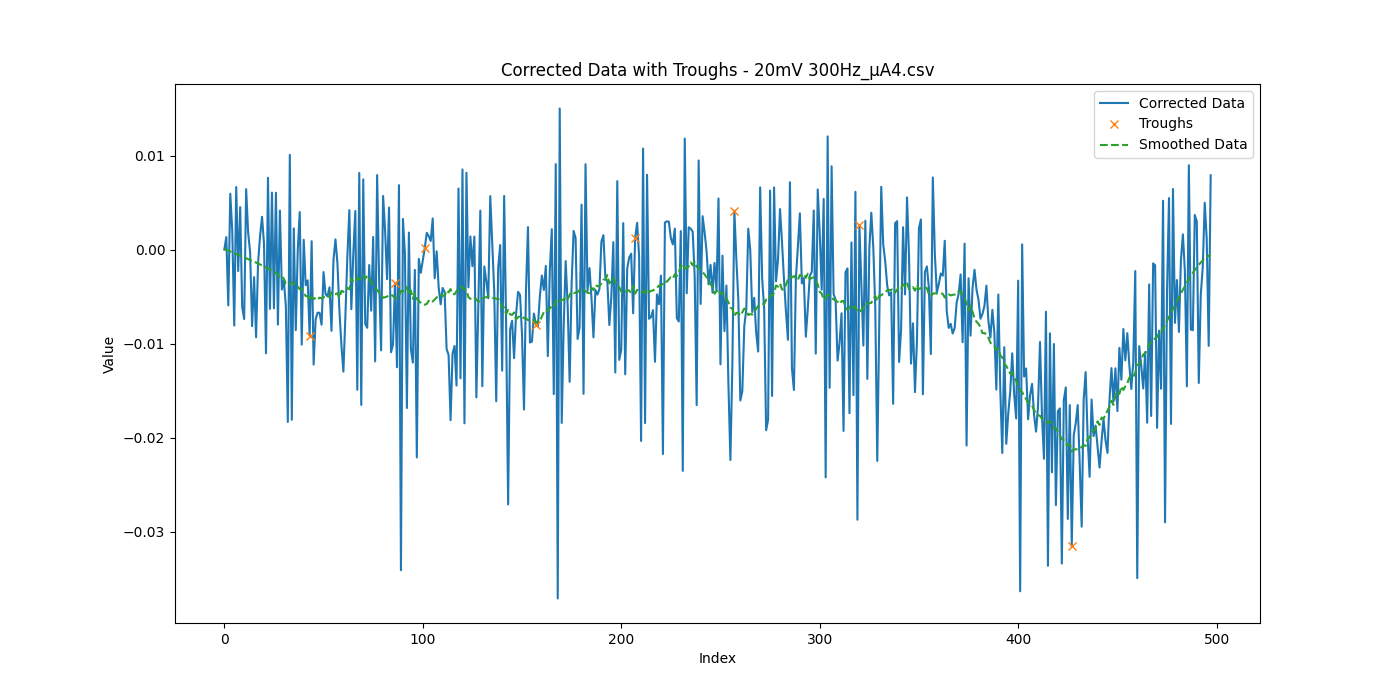 Corrected Data with Troughs - 20mV 300Hz_µA4.csv
Corrected Data
Troughs
Smoothed Data
Value
0.01
0.00
−0.01
−0.02
−0.03
0
100
200
300
400
500
Index